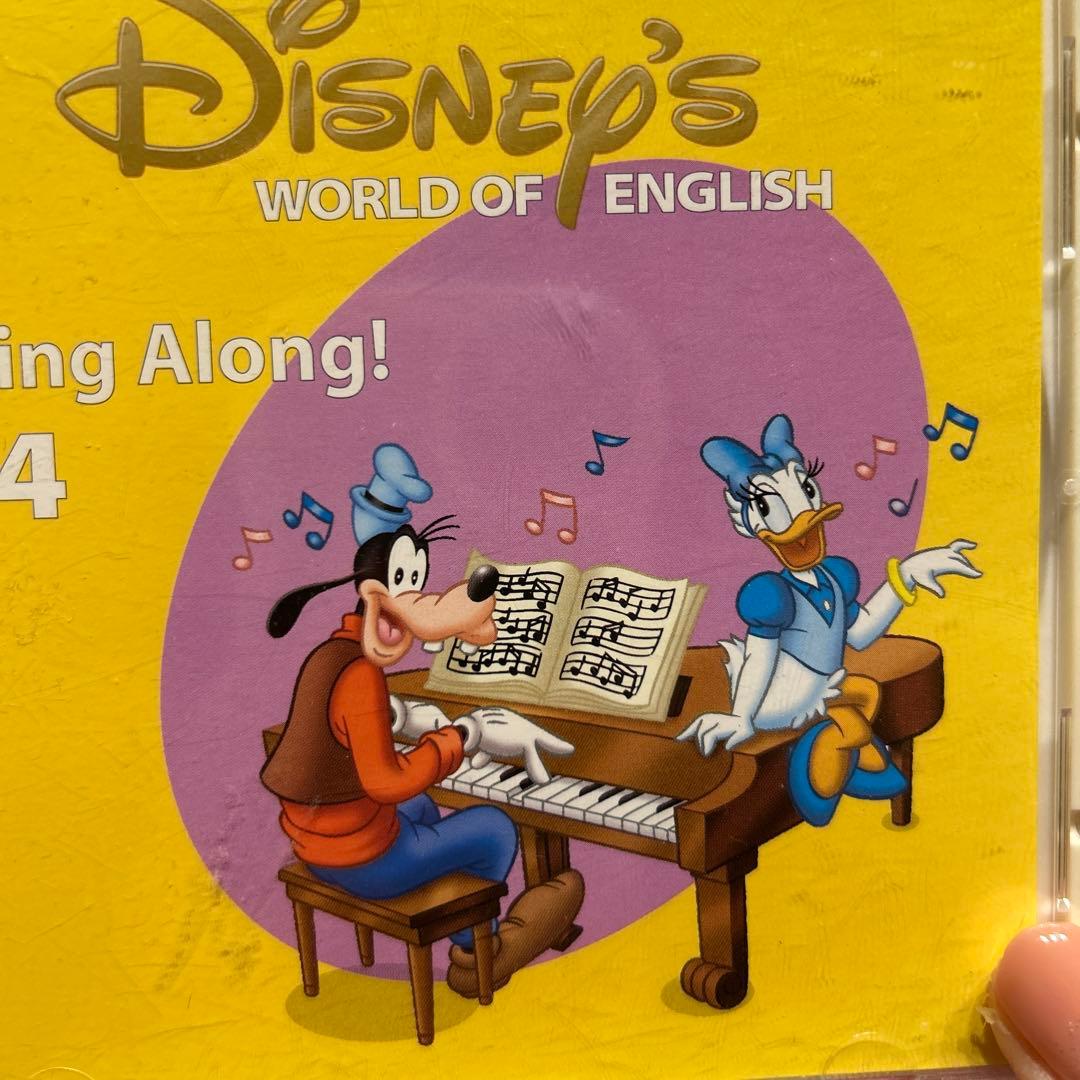 DISNEY'S
WORLD OF ENGLISH
ing Along!
4